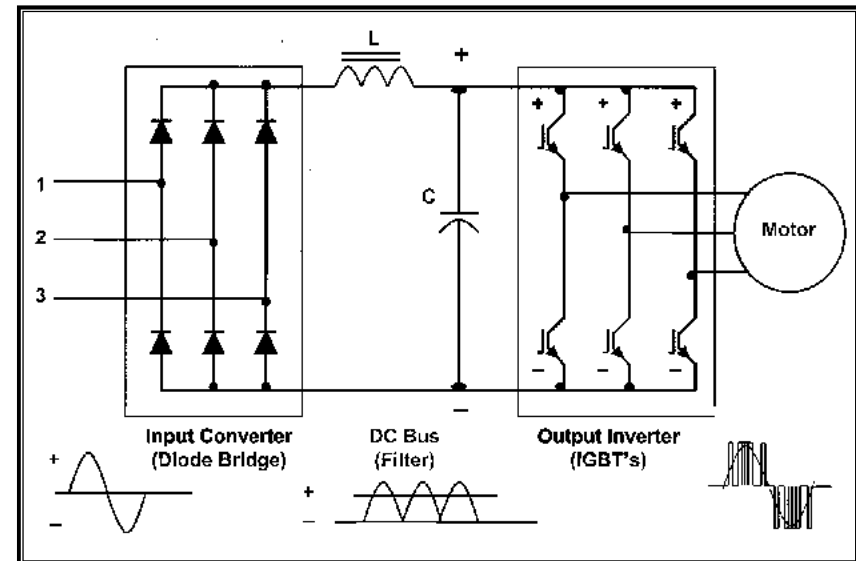 L
+
+ + +
1
2
3
C
Motor
− − −
−
Input Converter
(Diode Bridge)
DC Bus
(Filter)
Output Inverter
(IGBT's)
+
−
+
−